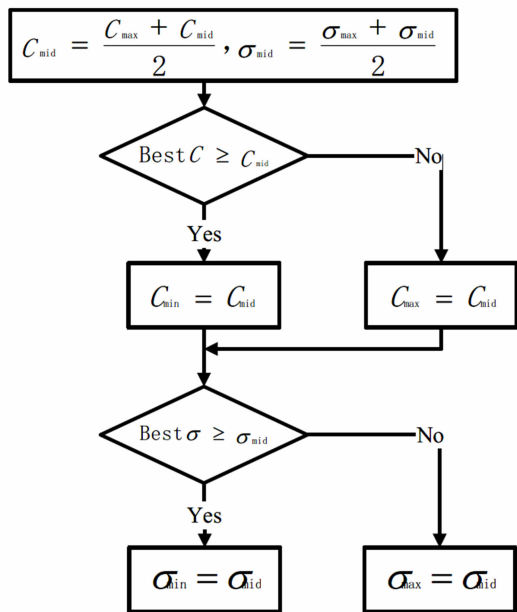 C_mid = (C_max + C_mid)/2 , σ_mid = (σ_max + σ_mid)/2
Best C ≥ C_mid
No
Yes
C_min = C_mid
C_max = C_mid
Best σ ≥ σ_mid
No
Yes
σ_min = σ_mid
σ_max = σ_mid